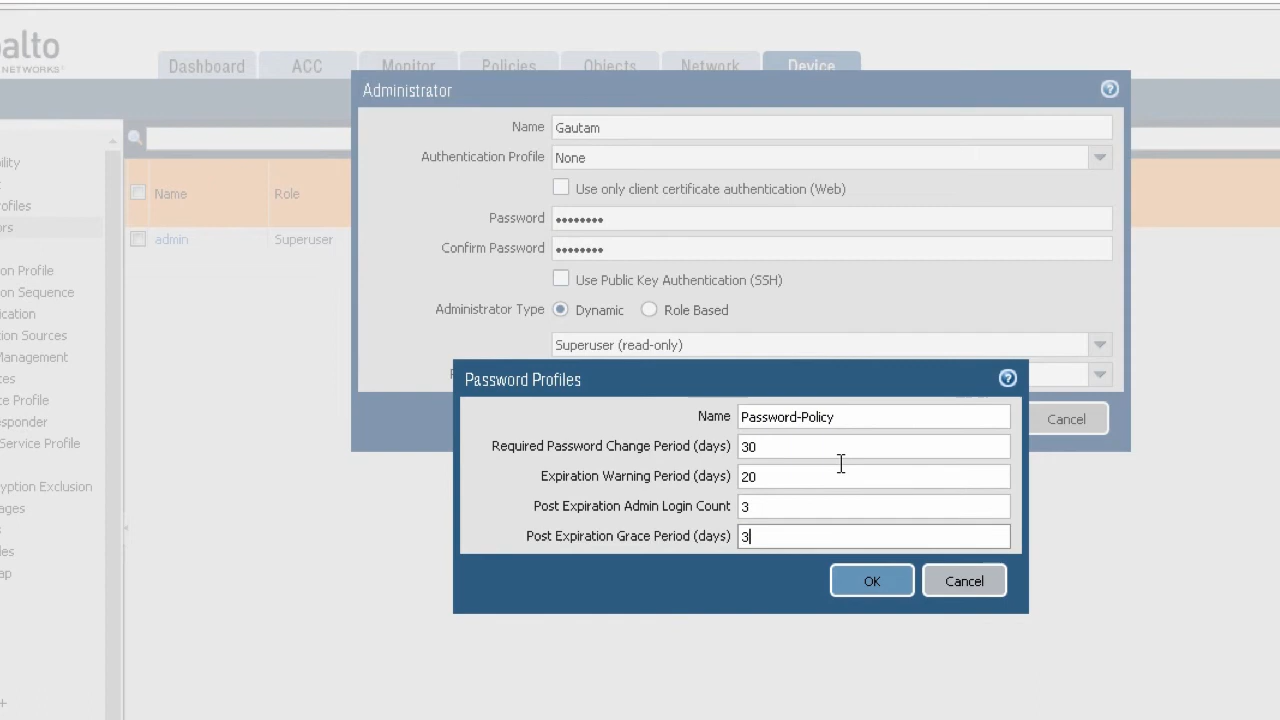 alto
NETWORKS
Dashboard ACC Monitor Policies Objects Network Device
Administrator
?
Name Gautam
Authentication Profile None
Use only client certificate authentication (Web)
Password ••••••••
Confirm Password ••••••••
Use Public Key Authentication (SSH)
Administrator Type Dynamic Role Based
Superuser (read-only)
Cancel
Password Profiles
?
Name Password-Policy
Required Password Change Period (days) 30
Expiration Warning Period (days) 20
Post Expiration Admin Login Count 3
Post Expiration Grace Period (days) 3
OK Cancel
Name Role
admin Superuser
ility
rofiles
ors
on Profile
on Sequence
ication
ion Sources
Management
ces
te Profile
esponder
Service Profile
yption Exclusion
ages
les
ap